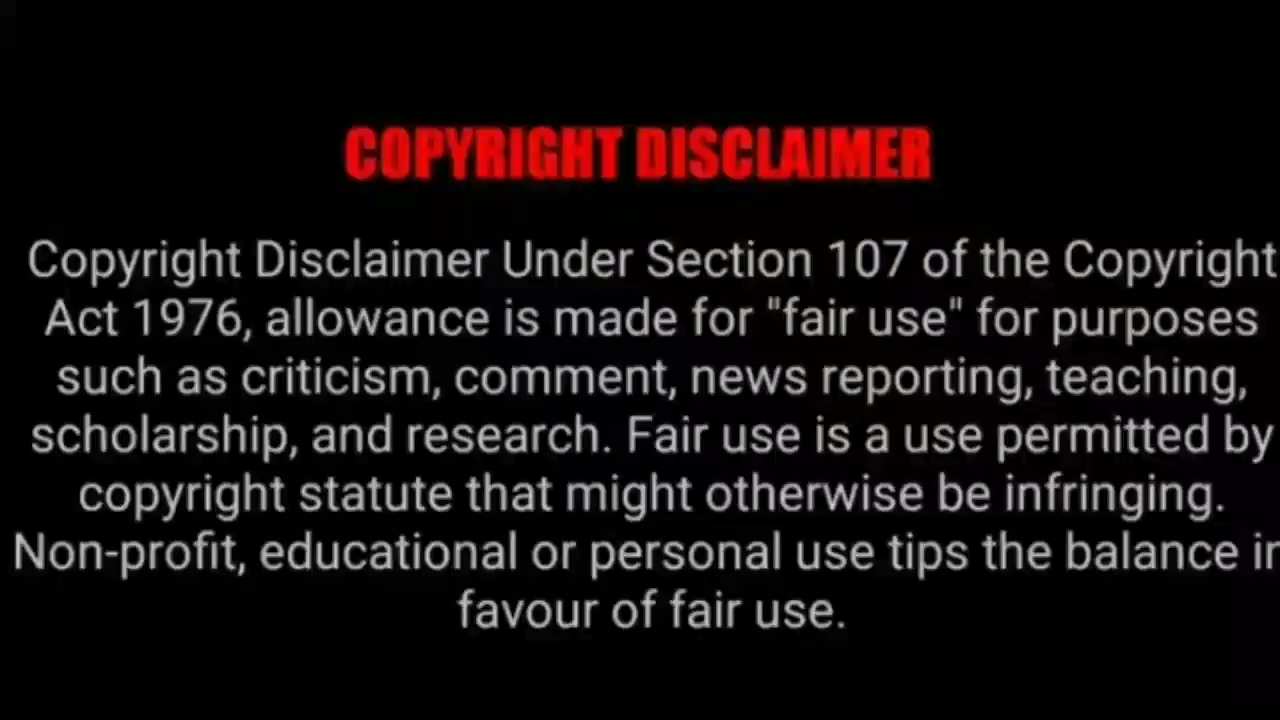 COPYRIGHT DISCLAIMER
Copyright Disclaimer Under Section 107 of the Copyright
Act 1976, allowance is made for "fair use" for purposes
such as criticism, comment, news reporting, teaching,
scholarship, and research. Fair use is a use permitted by
copyright statute that might otherwise be infringing.
Non-profit, educational or personal use tips the balance in
favour of fair use.